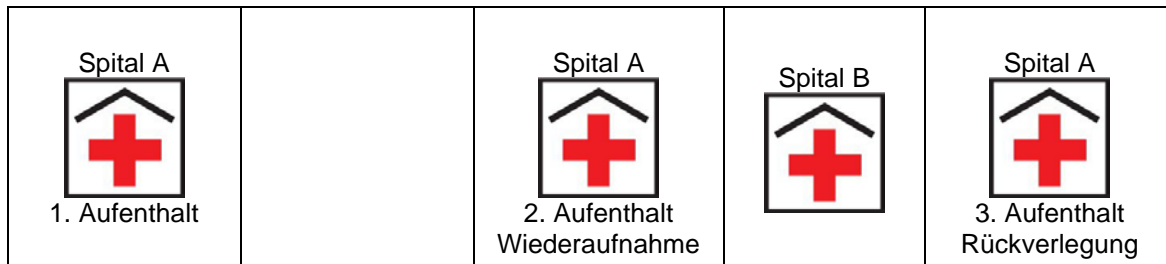 Spital A
1. Aufenthalt
Spital A
2. Aufenthalt
Wiederaufnahme
Spital B
Spital A
3. Aufenthalt
Rückverlegung